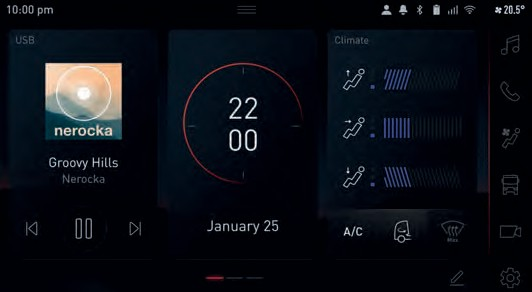 10:00 pm
20.5°
USB
nerocka
Groovy Hills
Nerocka
22
00
January 25
Climate
A/C
Max